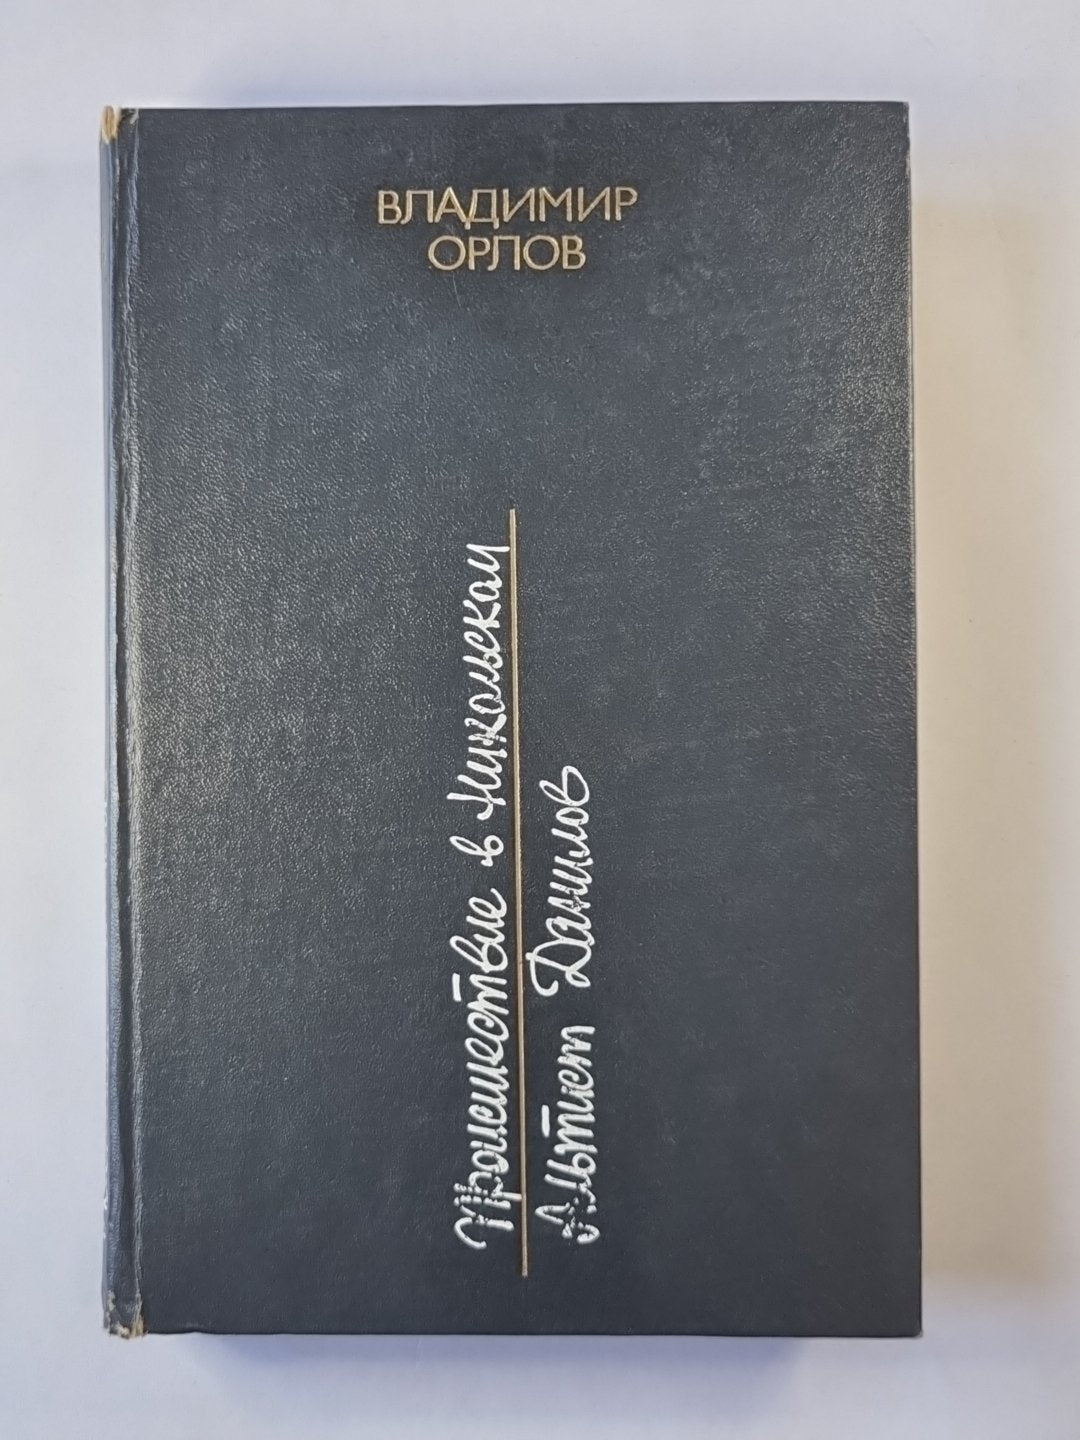 ВЛАДИМИР
ОРЛОВ
Происшествие в Никольском
Альтист Данилов